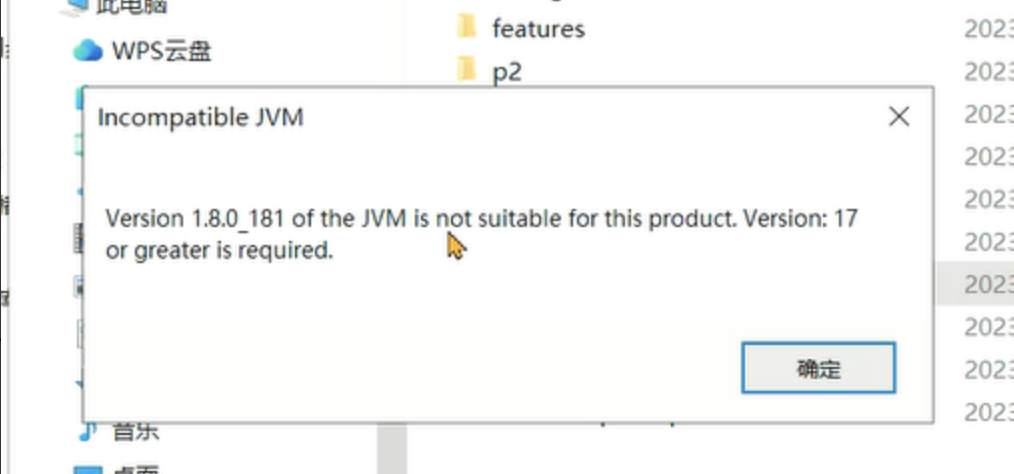 此电脑
WPS云盘
features
p2
2023
2023
Incompatible JVM
2023
2023
2023
Version 1.8.0_181 of the JVM is not suitable for this product. Version: 17
or greater is required.
2023
2023
2023
确定
2023
2023
音乐
桌面